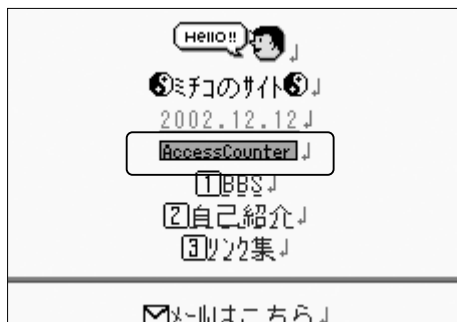 Hello!!
ミチコのサイト
2002.12.12
AccessCounter
1BBS
2自己紹介
3リンク集
メールはこちら